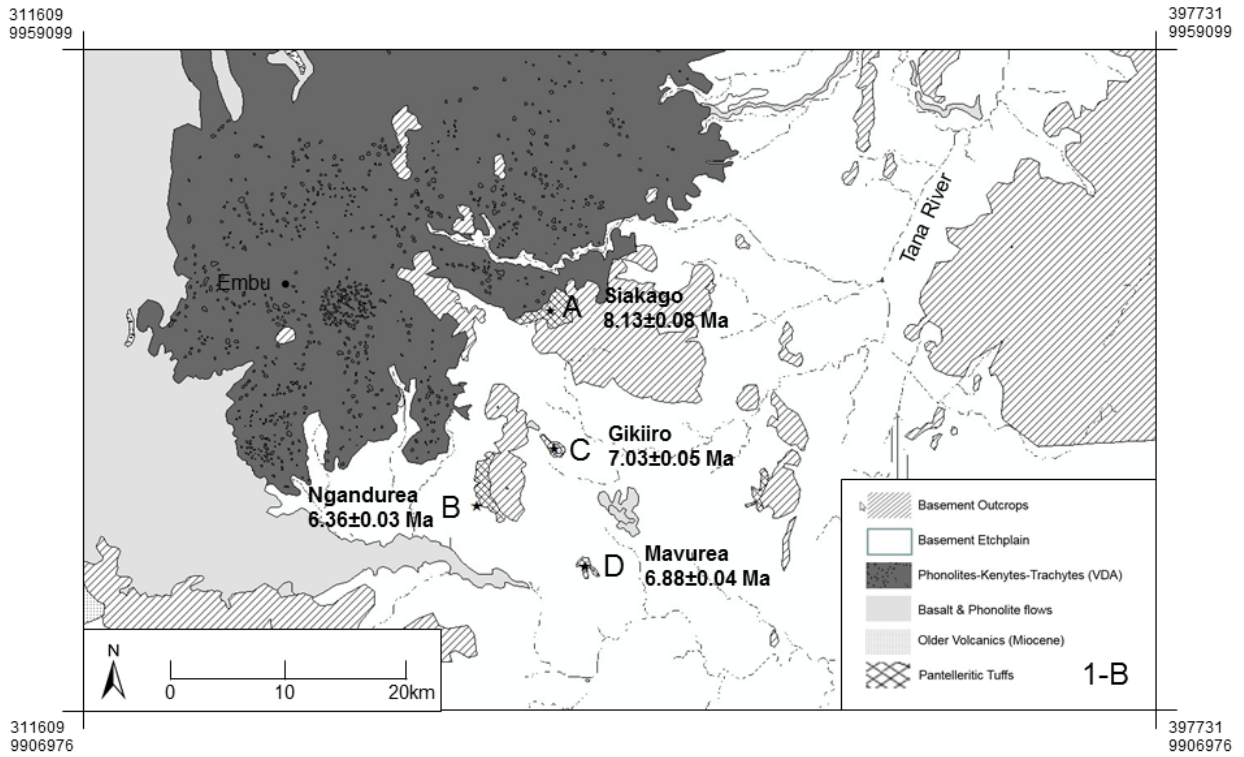 311609
9959099
397731
9959099
Tana River
Embu
A
Siakago
8.13±0.08 Ma
Gikiiro
7.03±0.05 Ma
C
Ngandurea
6.36±0.03 Ma
B
Mavurea
6.88±0.04 Ma
D
Basement Outcrops
Basement Etchplain
Phonolites-Kenytes-Trachytes (VDA)
Basalt & Phonolite flows
Older Volcanics (Miocene)
Pantelleritic Tuffs
1-B
N
0 10 20km
311609
9906976
397731
9906976